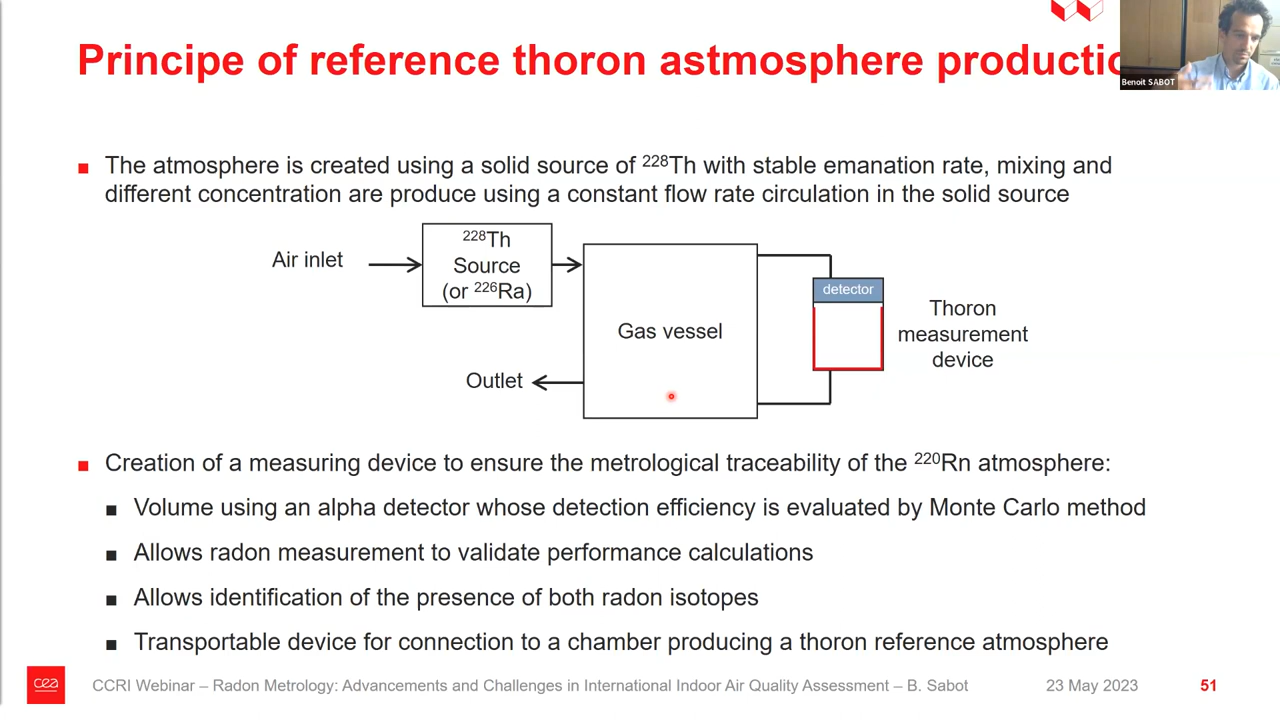 Principe of reference thoron astmosphere productio
Benoit SABOT
The atmosphere is created using a solid source of ²²⁸Th with stable emanation rate, mixing and
different concentration are produce using a constant flow rate circulation in the solid source
Air inlet
²²⁸Th
Source
(or ²²⁶Ra)
Gas vessel
Outlet
detector
Thoron
measurement
device
Creation of a measuring device to ensure the metrological traceability of the ²²⁰Rn atmosphere:
Volume using an alpha detector whose detection efficiency is evaluated by Monte Carlo method
Allows radon measurement to validate performance calculations
Allows identification of the presence of both radon isotopes
Transportable device for connection to a chamber producing a thoron reference atmosphere
cea
CCRI Webinar – Radon Metrology: Advancements and Challenges in International Indoor Air Quality Assessment – B. Sabot
23 May 2023
51